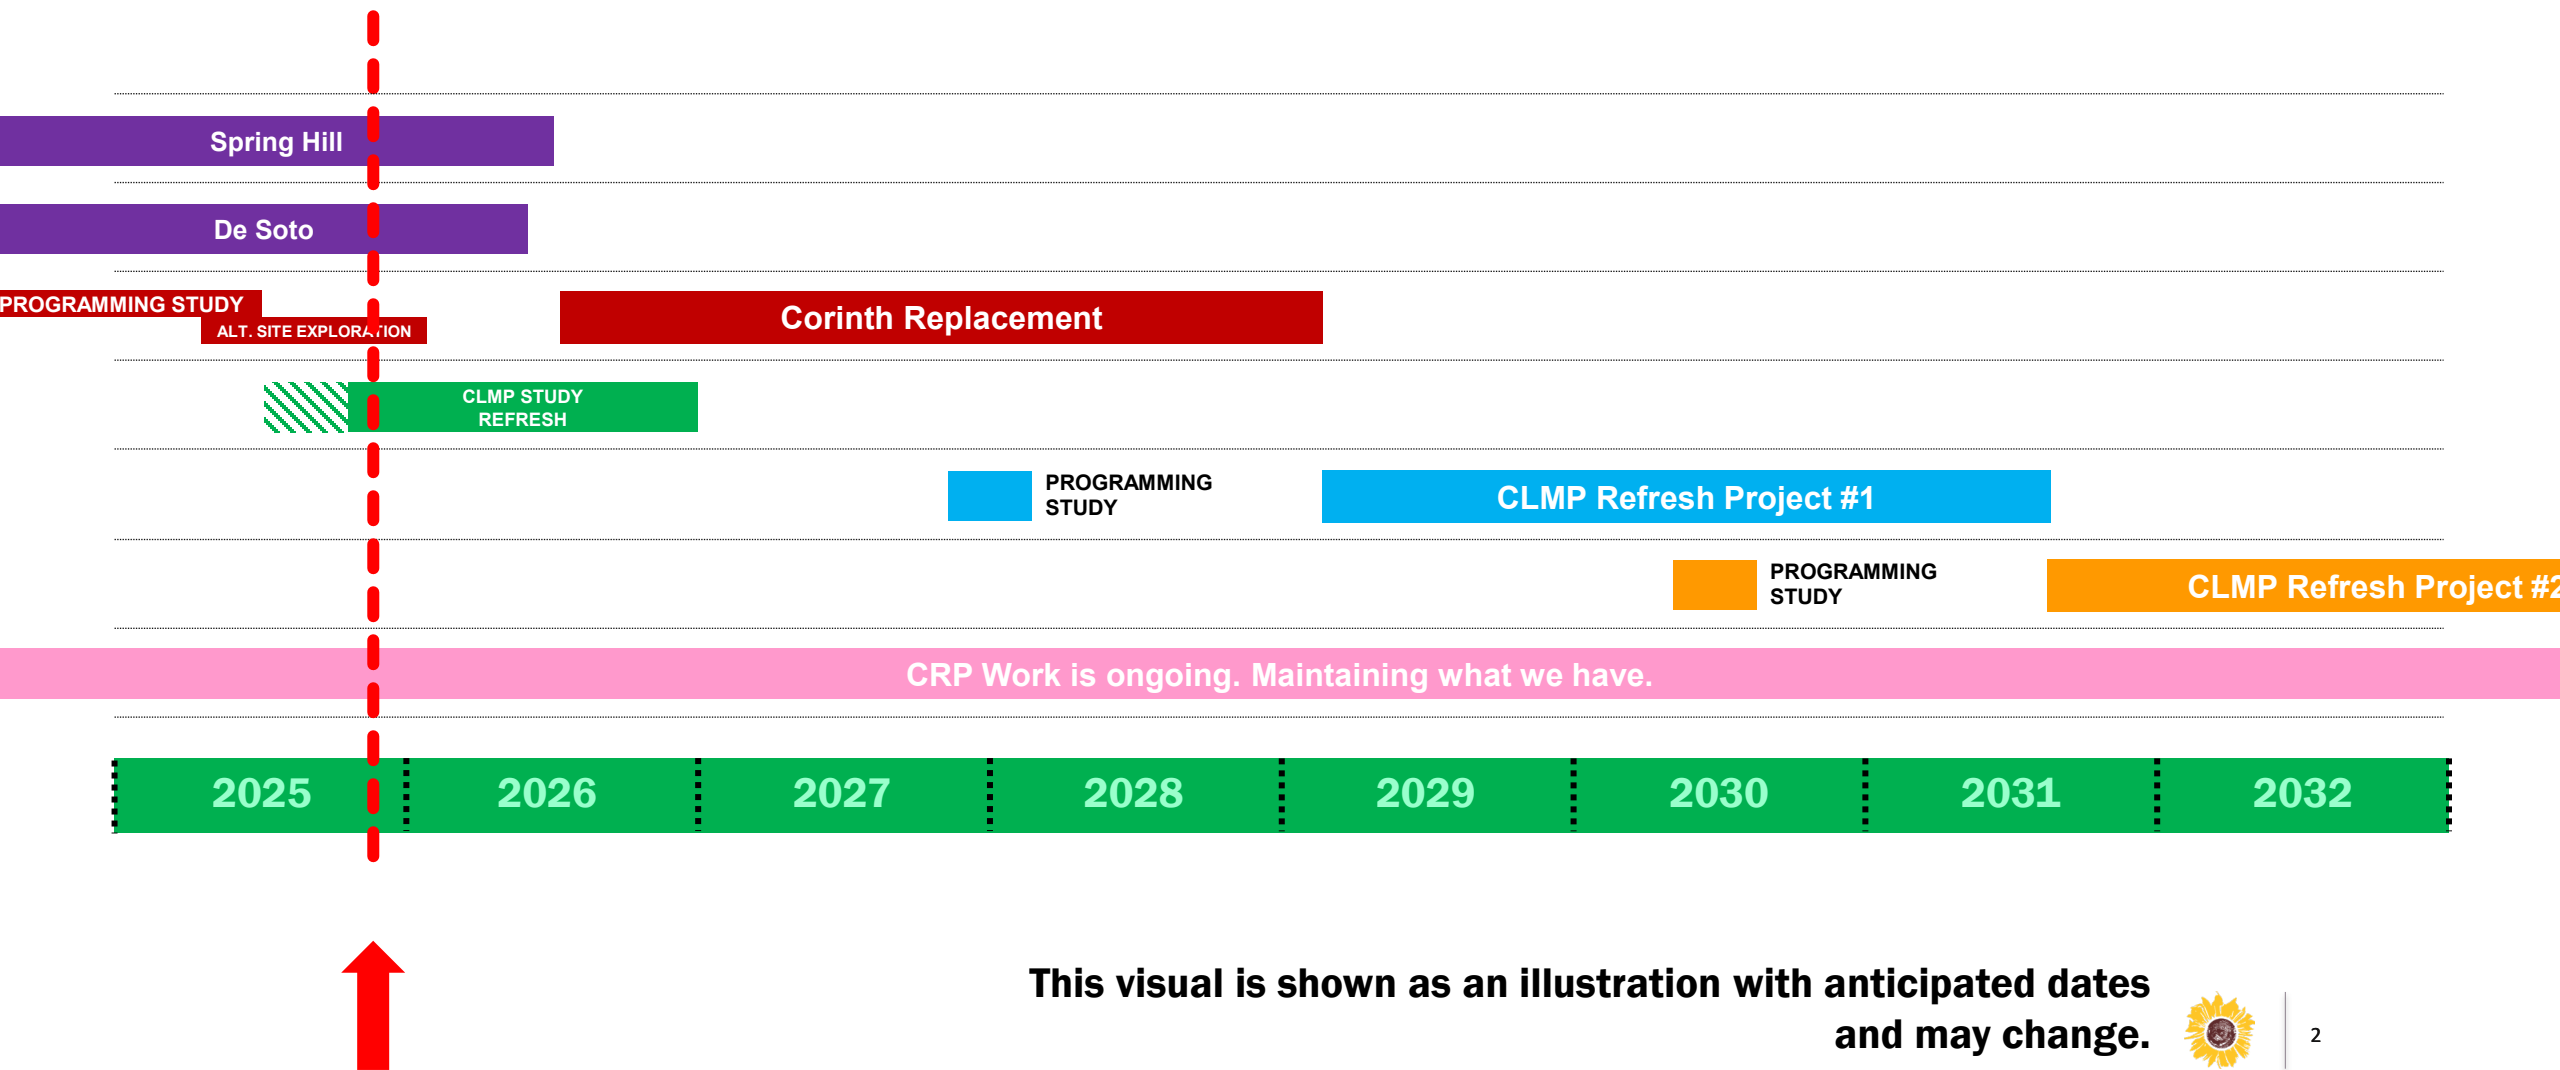 Spring Hill
De Soto
PROGRAMMING STUDY
ALT. SITE EXPLORATION
Corinth Replacement
CLMP STUDY
REFRESH
PROGRAMMING
STUDY
CLMP Refresh Project #1
PROGRAMMING
STUDY
CLMP Refresh Project #2
CRP Work is ongoing. Maintaining what we have.
2025 2026 2027 2028 2029 2030 2031 2032
This visual is shown as an illustration with anticipated dates
and may change.
2